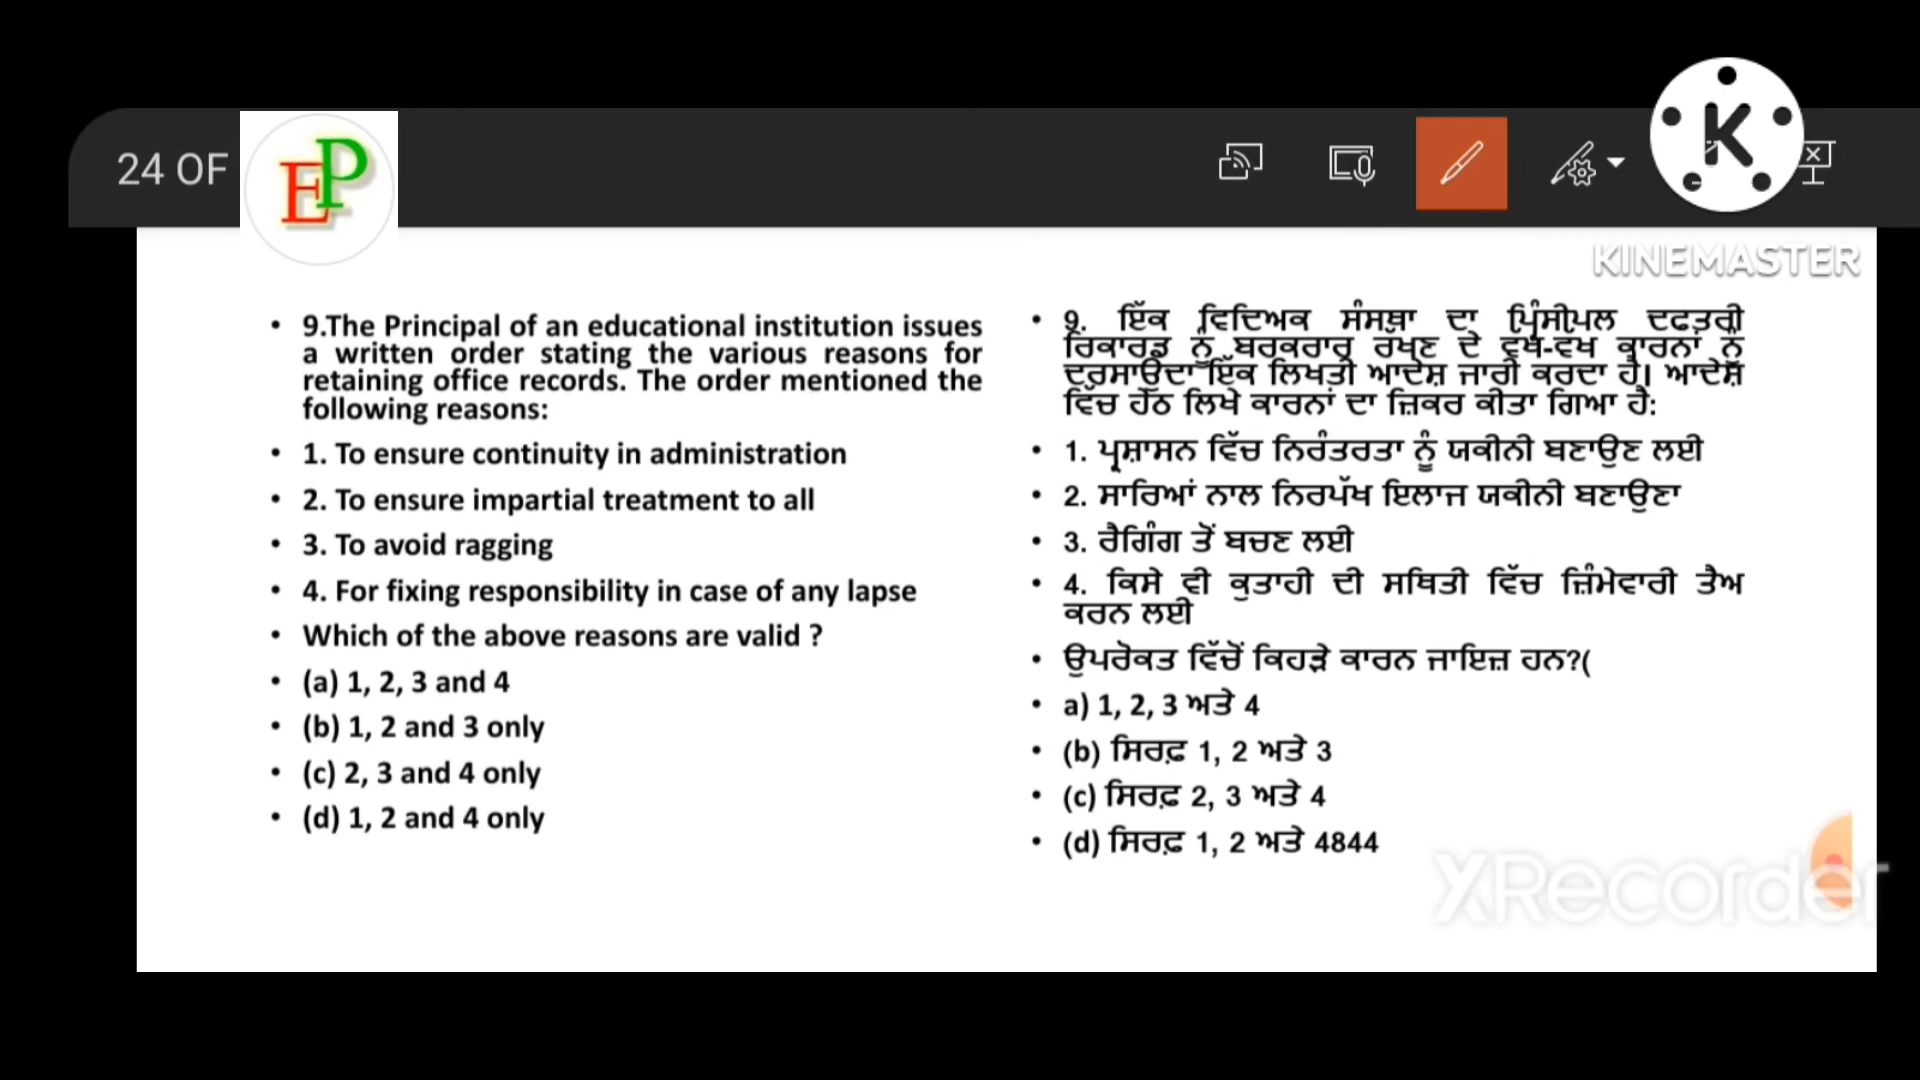 24 OF
EP
K
KINEMASTER
• 9.The Principal of an educational institution issues
a written order stating the various reasons for
retaining office records. The order mentioned the
following reasons:
• 1. To ensure continuity in administration
• 2. To ensure impartial treatment to all
• 3. To avoid ragging
• 4. For fixing responsibility in case of any lapse
• Which of the above reasons are valid ?
• (a) 1, 2, 3 and 4
• (b) 1, 2 and 3 only
• (c) 2, 3 and 4 only
• (d) 1, 2 and 4 only
• 9. ਇੱਕ ਵਿਦਿਅਕ ਸੰਸਥਾ ਦਾ ਪ੍ਰਿੰਸੀਪਲ ਦਫਤਰੀ
ਰਿਕਾਰਡ ਨੂੰ ਬਰਕਰਾਰ ਰੱਖਣ ਦੇ ਵੱਖ-ਵੱਖ ਕਾਰਨਾਂ ਨੂੰ
ਦਰਸਾਉਂਦਾ ਇੱਕ ਲਿਖਤੀ ਆਦੇਸ਼ ਜਾਰੀ ਕਰਦਾ ਹੈ। ਆਦੇਸ਼
ਵਿੱਚ ਹੇਠ ਲਿਖੇ ਕਾਰਨਾਂ ਦਾ ਜ਼ਿਕਰ ਕੀਤਾ ਗਿਆ ਹੈ:
• 1. ਪ੍ਰਸ਼ਾਸਨ ਵਿੱਚ ਨਿਰੰਤਰਤਾ ਨੂੰ ਯਕੀਨੀ ਬਣਾਉਣ ਲਈ
• 2. ਸਾਰਿਆਂ ਨਾਲ ਨਿਰਪੱਖ ਇਲਾਜ ਯਕੀਨੀ ਬਣਾਉਣਾ
• 3. ਰੈਗਿੰਗ ਤੋਂ ਬਚਣ ਲਈ
• 4. ਕਿਸੇ ਵੀ ਕੁਤਾਹੀ ਦੀ ਸਥਿਤੀ ਵਿੱਚ ਜ਼ਿੰਮੇਵਾਰੀ ਤੈਅ
ਕਰਨ ਲਈ
• ਉਪਰੋਕਤ ਵਿੱਚੋਂ ਕਿਹੜੇ ਕਾਰਨ ਜਾਇਜ਼ ਹਨ?(
• a) 1, 2, 3 ਅਤੇ 4
• (b) ਸਿਰਫ਼ 1, 2 ਅਤੇ 3
• (c) ਸਿਰਫ਼ 2, 3 ਅਤੇ 4
• (d) ਸਿਰਫ਼ 1, 2 ਅਤੇ 4844
XRecorder